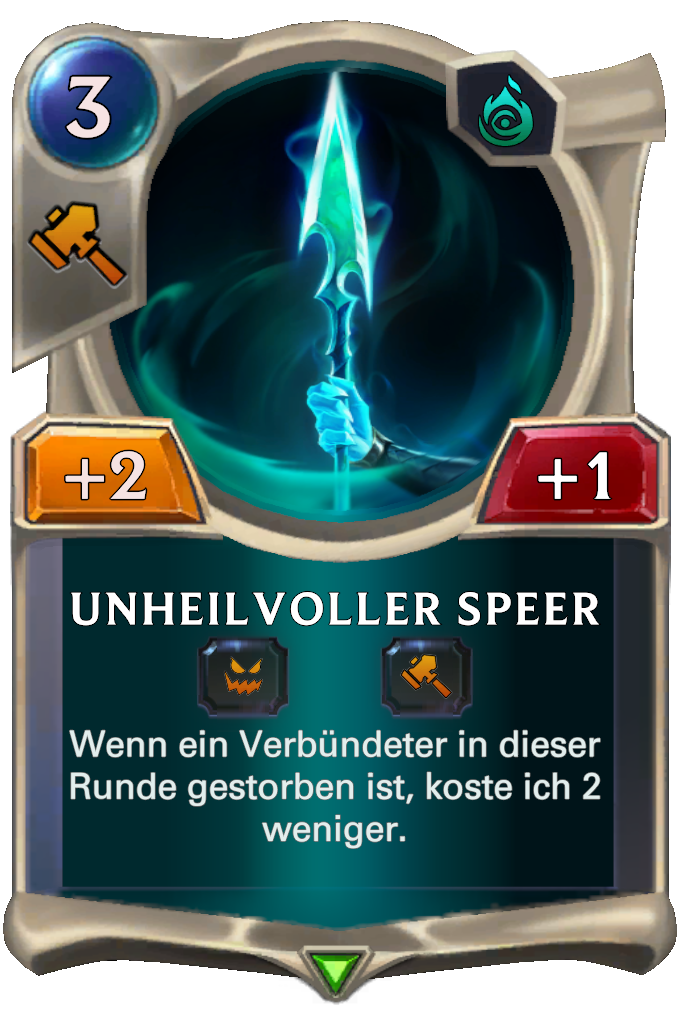 3
+2
+1
UNHEILVOLLER SPEER
Wenn ein Verbündeter in dieser
Runde gestorben ist, koste ich 2
weniger.